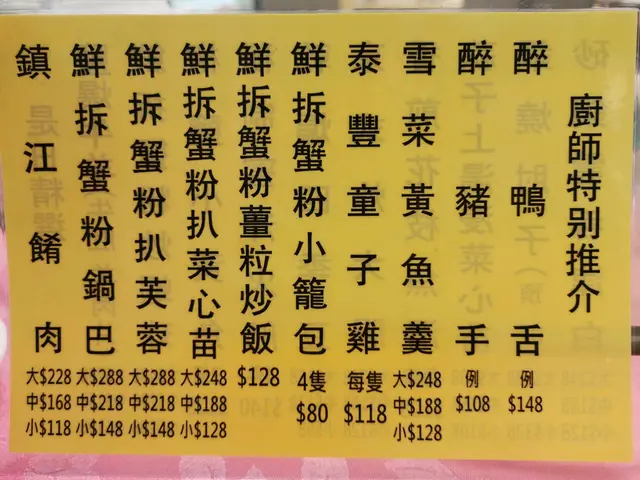 廚師特别推介
醉鴨舌
例
$148
醉豬手
例
$108
雪菜黃魚羹
大$248
中$188
小$128
泰豐童子雞
每隻
$118
鮮拆蟹粉小籠包
4隻
$80
鮮拆蟹粉薑粒炒飯
$128
鮮拆蟹粉扒菜心苗
大$248
中$188
小$128
鮮拆蟹粉扒芙蓉
大$288
中$218
小$148
鮮拆蟹粉鍋巴
大$288
中$218
小$148
鎮江餚肉
大$228
中$168
小$118